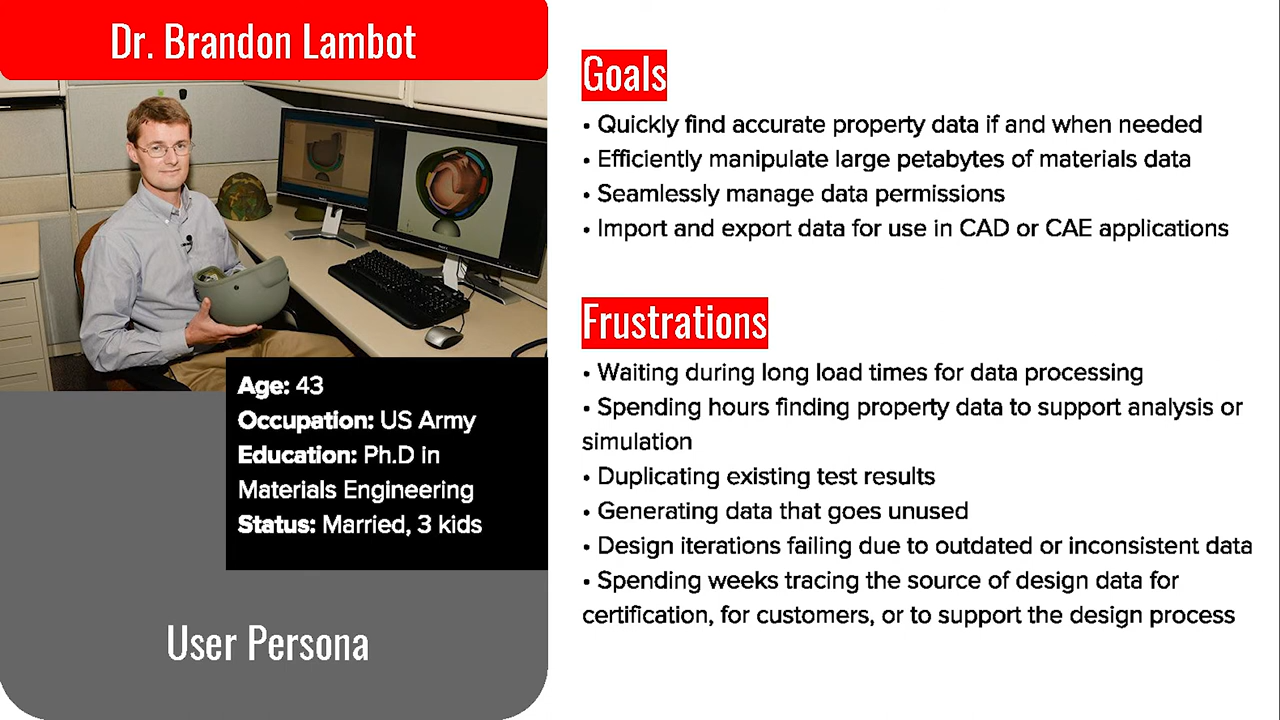 Dr. Brandon Lambot
Age: 43
Occupation: US Army
Education: Ph.D in
Materials Engineering
Status: Married, 3 kids
User Persona
Goals
• Quickly find accurate property data if and when needed
• Efficiently manipulate large petabytes of materials data
• Seamlessly manage data permissions
• Import and export data for use in CAD or CAE applications
Frustrations
• Waiting during long load times for data processing
• Spending hours finding property data to support analysis or
simulation
• Duplicating existing test results
• Generating data that goes unused
• Design iterations failing due to outdated or inconsistent data
• Spending weeks tracing the source of design data for
certification, for customers, or to support the design process